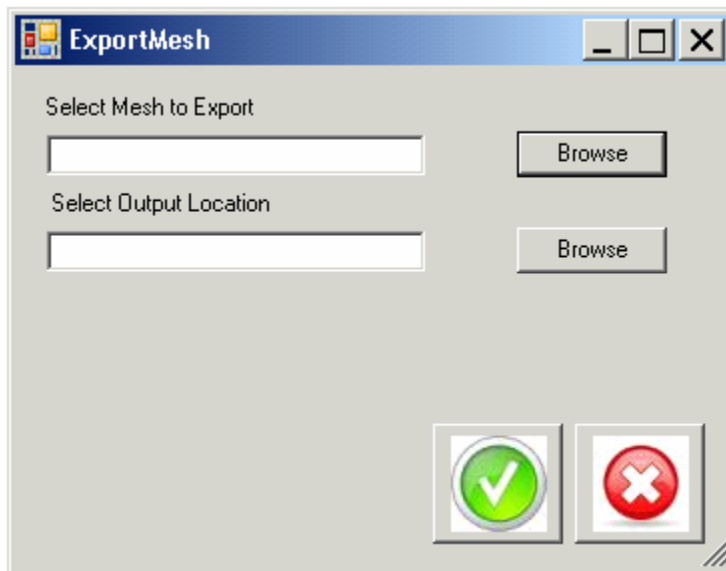 ExportMesh
Select Mesh to Export
Browse
Select Output Location
Browse